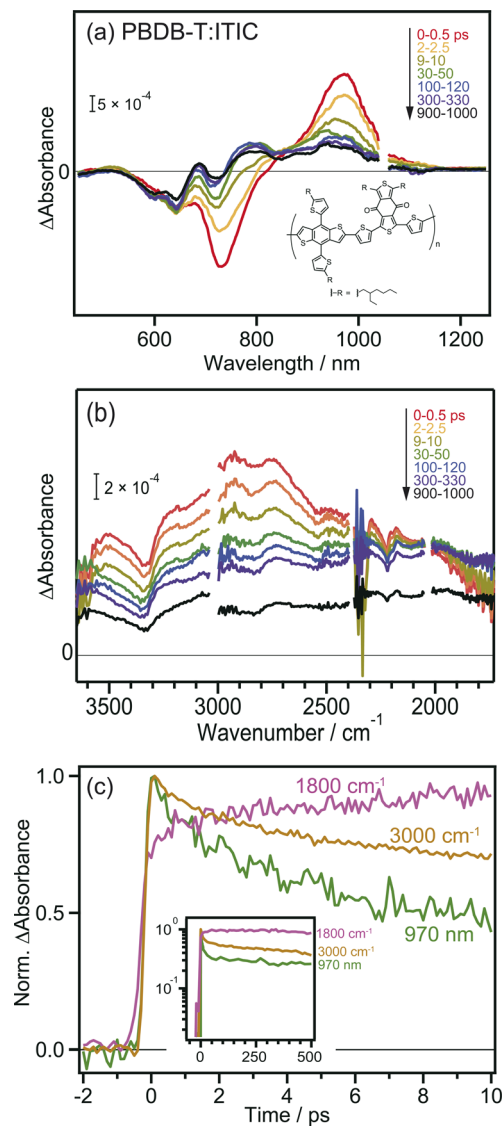 (a) PBDB-T:ITIC
0-0.5 ps
2-2.5
9-10
30-50
100-120
300-330
900-1000
5 × 10⁻⁴
0
ΔAbsorbance
R
R
R
S
S
S
O
O
S
S
S
S
S
R
n
I–R =
600
800
1000
1200
Wavelength / nm
(b)
0-0.5 ps
2-2.5
9-10
30-50
100-120
300-330
900-1000
2 × 10⁻⁴
ΔAbsorbance
0
3500
3000
2500
2000
Wavenumber / cm⁻¹
(c)
1800 cm⁻¹
3000 cm⁻¹
970 nm
Norm. ΔAbsorbance
1.0
0.5
0.0
10⁰
10⁻¹
1800 cm⁻¹
3000 cm⁻¹
970 nm
0
250
500
-2
0
2
4
6
8
10
Time / ps